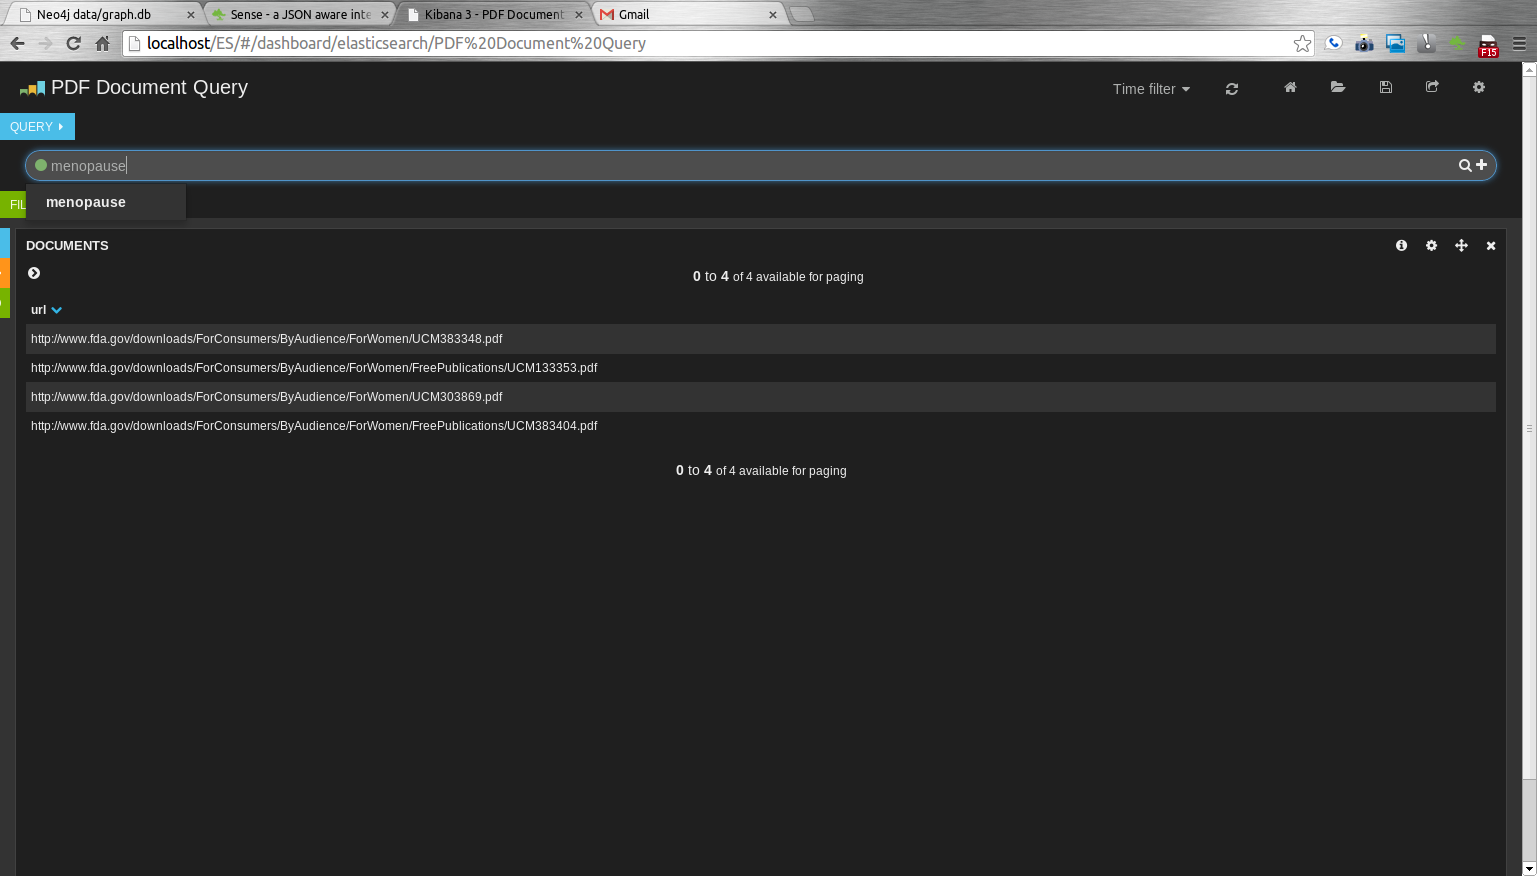 Neo4j data/graph.db
Sense - a JSON aware inte
Kibana 3 - PDF Document
Gmail
localhost/ES/#/dashboard/elasticsearch/PDF%20Document%20Query
F15
PDF Document Query
Time filter
QUERY
menopause
menopause
FIL
DOCUMENTS
0 to 4 of 4 available for paging
url
http://www.fda.gov/downloads/ForConsumers/ByAudience/ForWomen/UCM383348.pdf
http://www.fda.gov/downloads/ForConsumers/ByAudience/ForWomen/FreePublications/UCM133353.pdf
http://www.fda.gov/downloads/ForConsumers/ByAudience/ForWomen/UCM303869.pdf
http://www.fda.gov/downloads/ForConsumers/ByAudience/ForWomen/FreePublications/UCM383404.pdf
0 to 4 of 4 available for paging